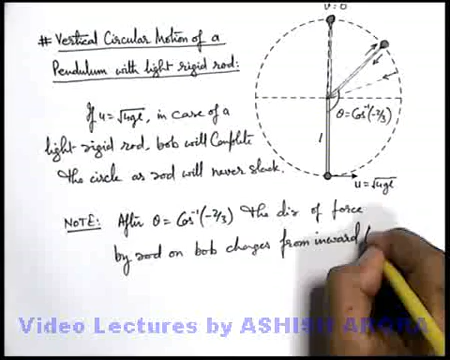 v=0
# Vertical Circular Motion of a
Pendulum with light rigid rod:
θ = Cos⁻¹(-2/3)
If u = √4gl, in case of a
light rigid rod, bob will Complete
l
the circle as rod will never slack.
u = √4gl
NOTE: After θ = Cos⁻¹(-2/3) the dirⁿ of force
by rod on bob changes from inward
Video Lectures by ASHISH ARORA